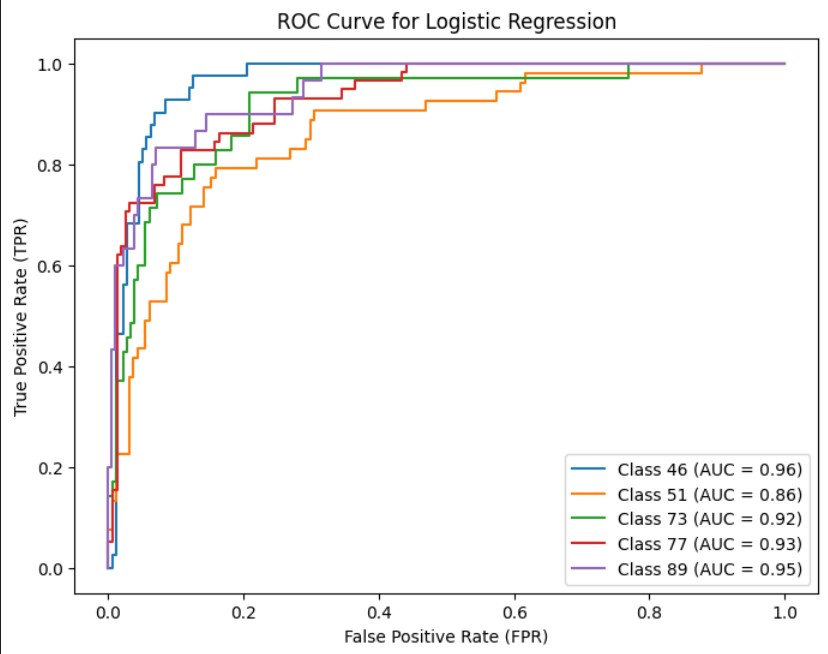 ROC Curve for Logistic Regression
1.0
0.8
0.6
0.4
0.2
0.0
True Positive Rate (TPR)
Class 46 (AUC = 0.96)
Class 51 (AUC = 0.86)
Class 73 (AUC = 0.92)
Class 77 (AUC = 0.93)
Class 89 (AUC = 0.95)
0.0 0.2 0.4 0.6 0.8 1.0
False Positive Rate (FPR)